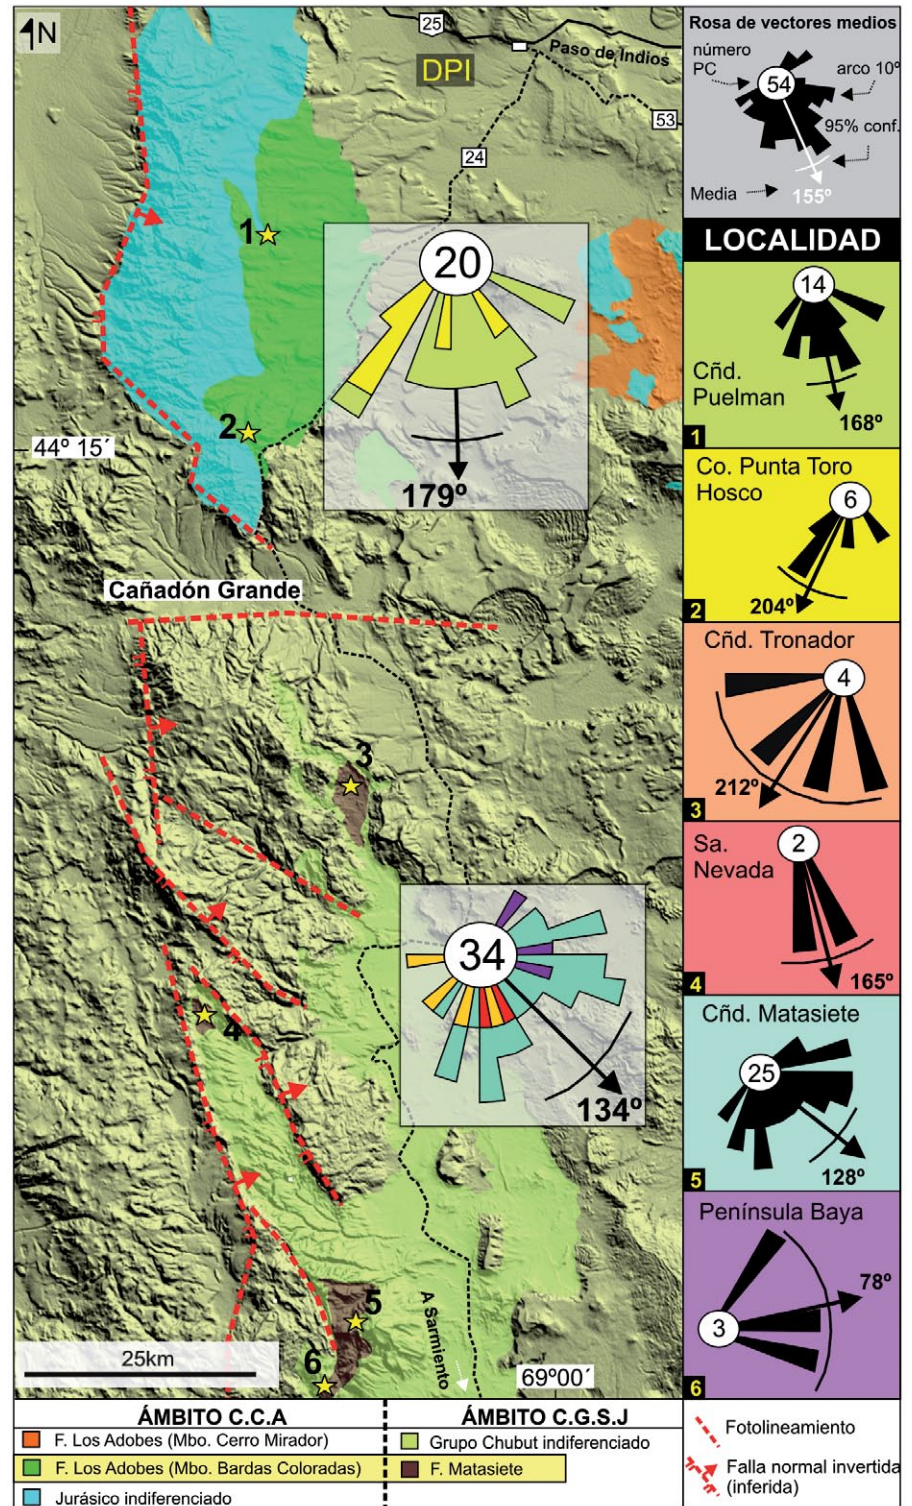 N
25
Paso de Indios
DPI
53
24
1
20
179º
2
44º 15´
Cañadón Grande
3
34
134º
4
5
6
A Sarmiento
25km
69º00´
Rosa de vectores medios
número
PC
54
arco 10º
95% conf.
Media
155º
LOCALIDAD
14
Cñd.
Puelman
168º
1
Co. Punta Toro
Hosco
6
204º
2
Cñd. Tronador
4
212º
3
Sa.
Nevada
2
165º
4
Cñd. Matasiete
25
128º
5
Península Baya
78º
3
6
ÁMBITO C.C.A
F. Los Adobes (Mbo. Cerro Mirador)
F. Los Adobes (Mbo. Bardas Coloradas)
Jurásico indiferenciado
ÁMBITO C.G.S.J
Grupo Chubut indiferenciado
F. Matasiete
Fotolineamiento
Falla normal invertida
(inferida)